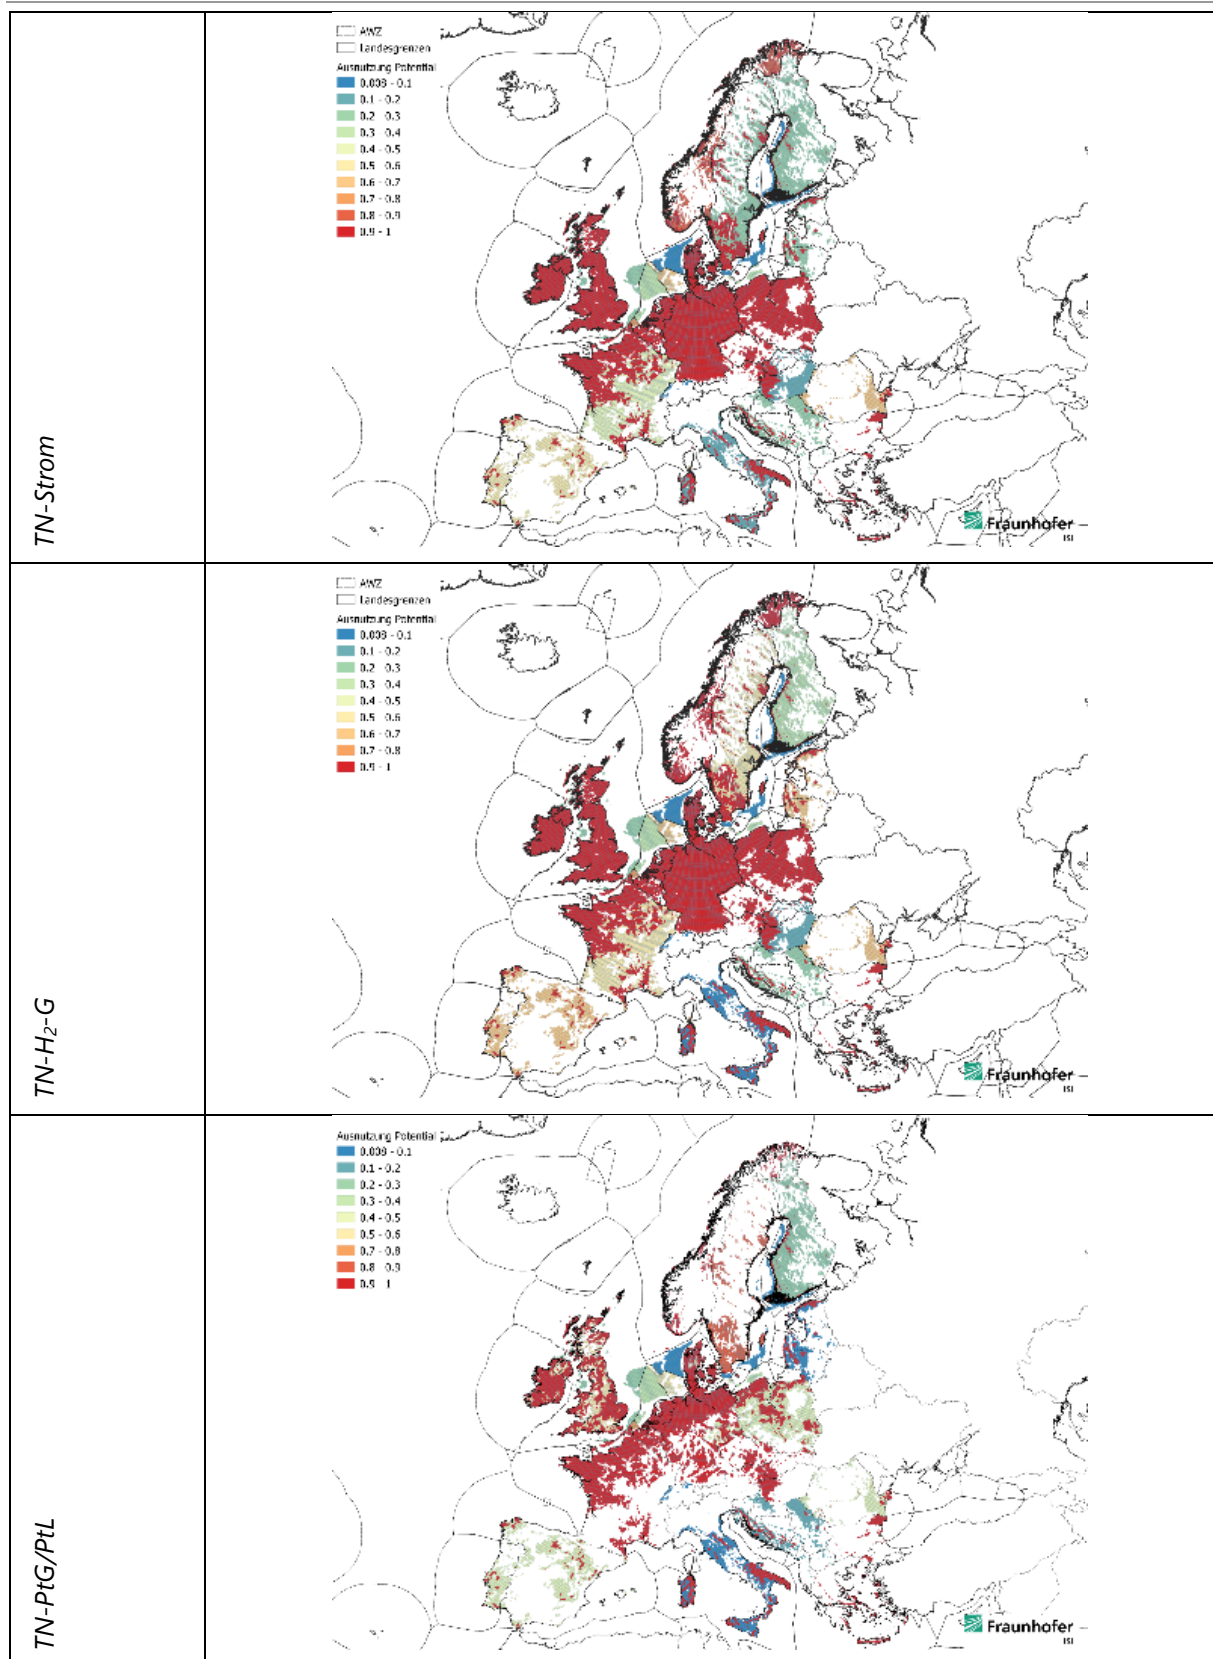 TN-Strom
AWZ
Landesgrenzen
Ausnutzung Potential
0.008 - 0.1
0.1 - 0.2
0.2 - 0.3
0.3 - 0.4
0.4 - 0.5
0.5 - 0.6
0.6 - 0.7
0.7 - 0.8
0.8 - 0.9
0.9 - 1
Fraunhofer
ISI
TN-H₂-G
AWZ
Landesgrenzen
Ausnutzung Potential
0.008 - 0.1
0.1 - 0.2
0.2 - 0.3
0.3 - 0.4
0.4 - 0.5
0.5 - 0.6
0.6 - 0.7
0.7 - 0.8
0.9 - 1
Fraunhofer
ISI
TN-PtG/PtL
Ausnutzung Potential
0.008 - 0.1
0.1 - 0.2
0.2 - 0.3
0.3 - 0.4
0.4 - 0.5
0.5 - 0.6
0.7 - 0.8
0.8 - 0.9
0.9 - 1
Fraunhofer
ISI